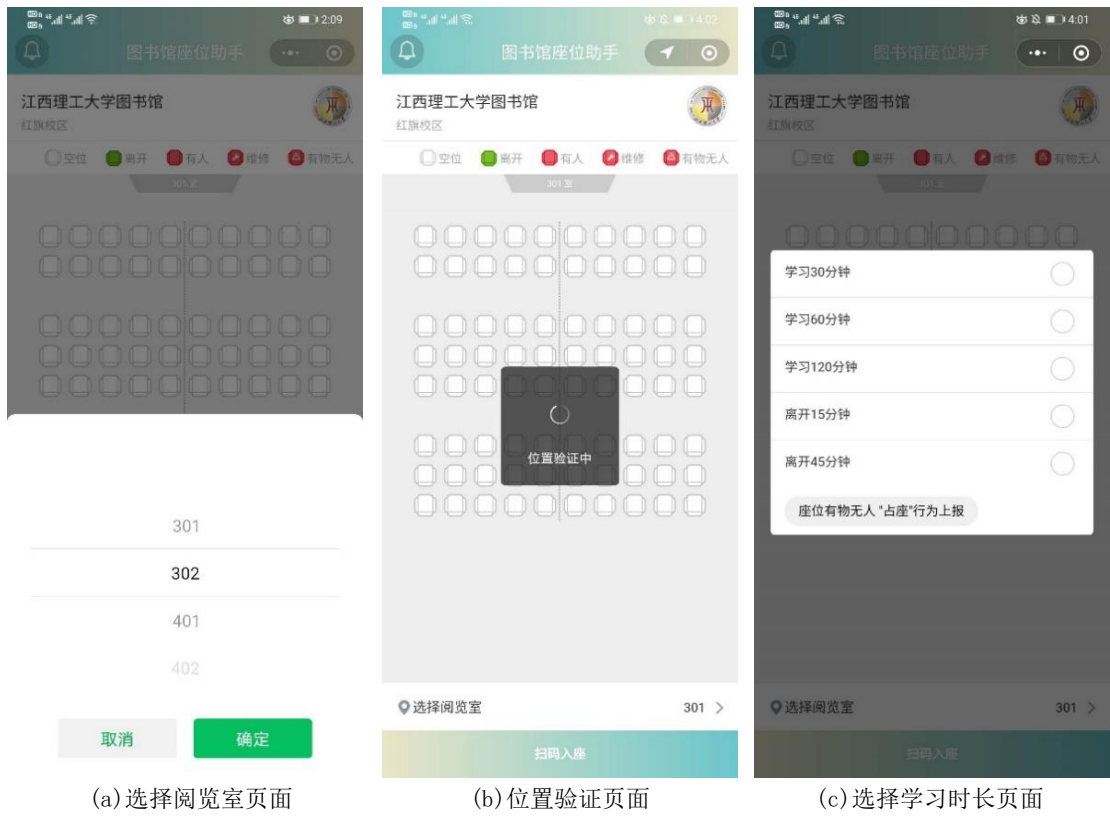 2:09
图书馆座位助手
江西理工大学图书馆
红旗校区
空位 离开 有人 维修 有物无人
301 室
301
302
401
402
取消 确定
(a)选择阅览室页面
4:02
图书馆座位助手
江西理工大学图书馆
红旗校区
空位 离开 有人 维修 有物无人
301 室
位置验证中
选择阅览室 301 >
扫码入座
(b)位置验证页面
4:01
图书馆座位助手
江西理工大学图书馆
红旗校区
空位 离开 有人 维修 有物无人
301 室
学习30分钟
学习60分钟
学习120分钟
离开15分钟
离开45分钟
座位有物无人 "占座"行为上报
选择阅览室 301 >
扫码入座
(c)选择学习时长页面